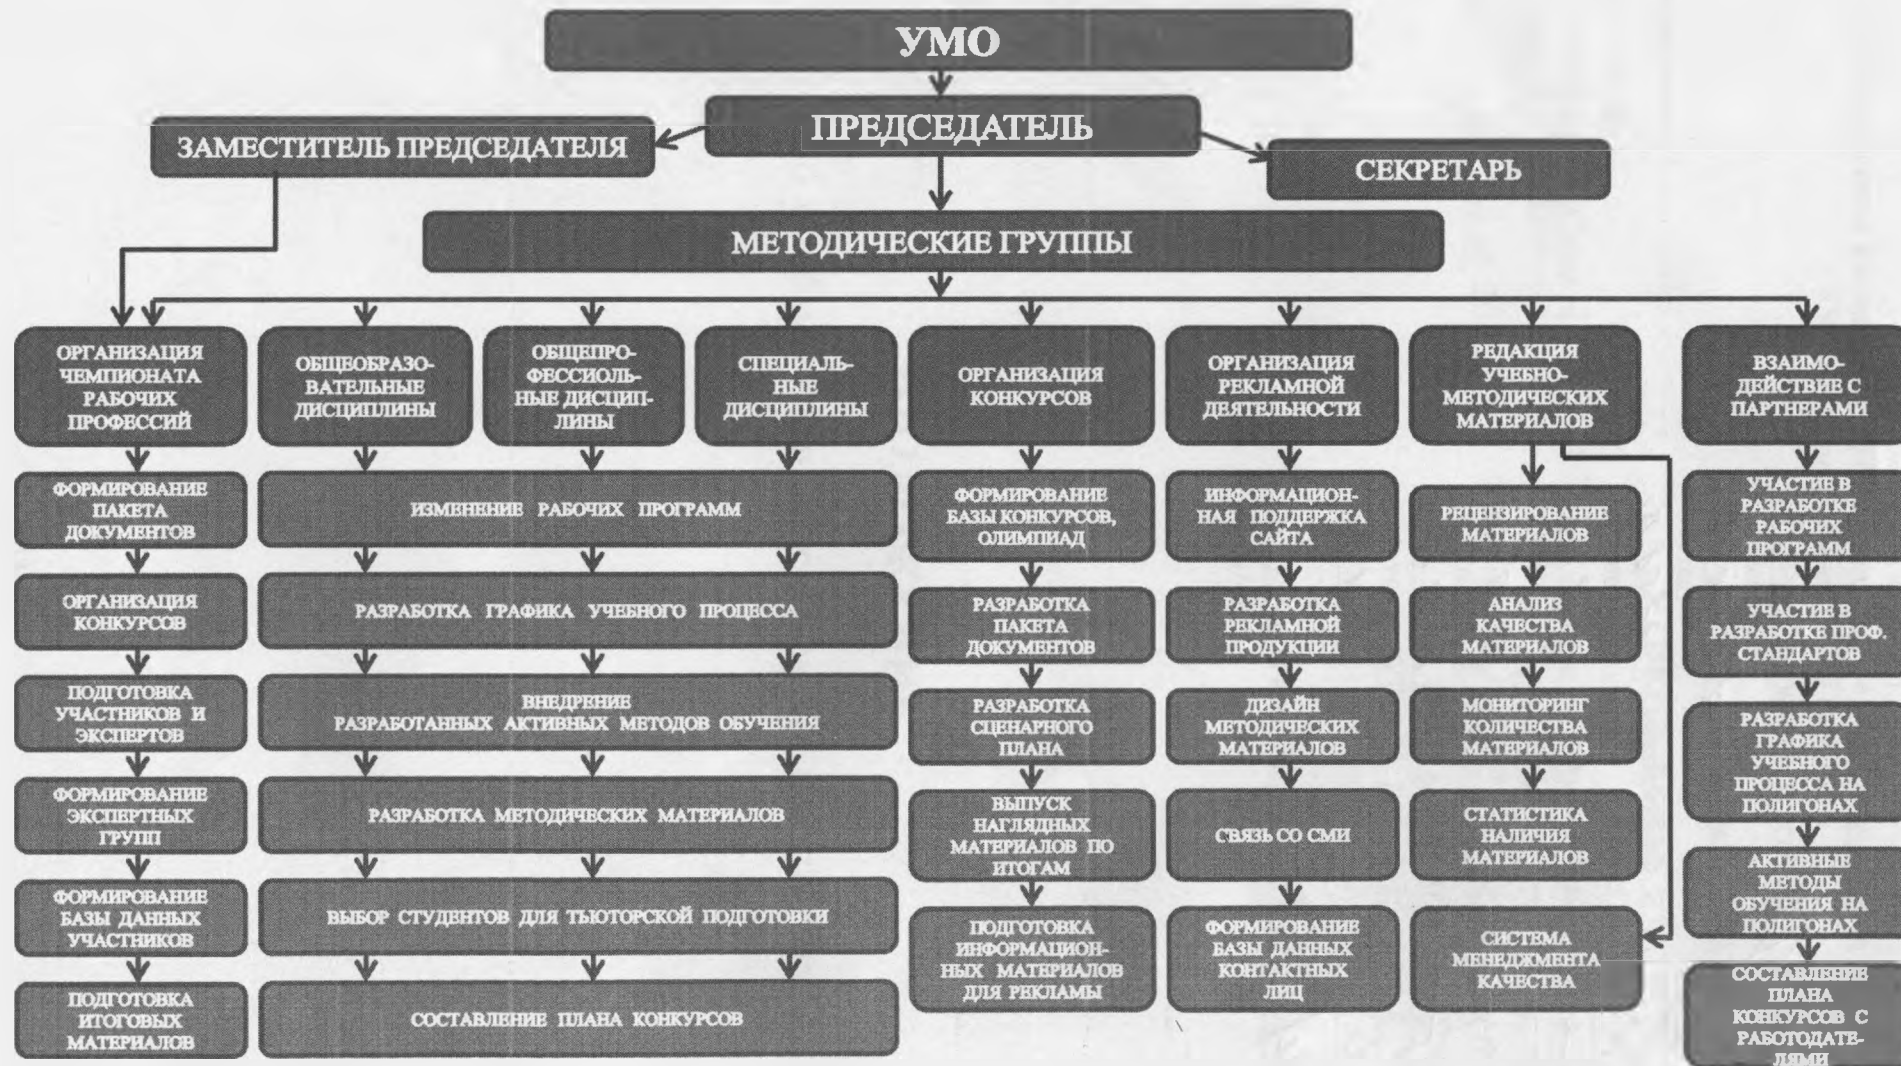 УМО
ПРЕДСЕДАТЕЛЬ
ЗАМЕСТИТЕЛЬ ПРЕДСЕДАТЕЛЯ
СЕКРЕТАРЬ
МЕТОДИЧЕСКИЕ ГРУППЫ
ОРГАНИЗАЦИЯ
ЧЕМПИОНАТА
РАБОЧИХ
ПРОФЕССИЙ
ФОРМИРОВАНИЕ
ПАКЕТА
ДОКУМЕНТОВ
ОРГАНИЗАЦИЯ
КОНКУРСОВ
ПОДГОТОВКА
УЧАСТНИКОВ И
ЭКСПЕРТОВ
ФОРМИРОВАНИЕ
ЭКСПЕРТНЫХ
ГРУПП
ФОРМИРОВАНИЕ
БАЗЫ ДАННЫХ
УЧАСТНИКОВ
ПОДГОТОВКА
ИТОГОВЫХ
МАТЕРИАЛОВ
ОБЩЕОБРАЗО-
ВАТЕЛЬНЫЕ
ДИСЦИПЛИНЫ
ОБЩЕПРО-
ФЕССИОЛЬ-
НЫЕ ДИСЦИП-
ЛИНЫ
СПЕЦИАЛЬ-
НЫЕ
ДИСЦИПЛИНЫ
ИЗМЕНЕНИЕ РАБОЧИХ ПРОГРАММ
РАЗРАБОТКА ГРАФИКА УЧЕБНОГО ПРОЦЕССА
ВНЕДРЕНИЕ
РАЗРАБОТАННЫХ АКТИВНЫХ МЕТОДОВ ОБУЧЕНИЯ
РАЗРАБОТКА МЕТОДИЧЕСКИХ МАТЕРИАЛОВ
ВЫБОР СТУДЕНТОВ ДЛЯ ТЬЮТОРСКОЙ ПОДГОТОВКИ
СОСТАВЛЕНИЕ ПЛАНА КОНКУРСОВ
ОРГАНИЗАЦИЯ
КОНКУРСОВ
ФОРМИРОВАНИЕ
БАЗЫ КОНКУРСОВ,
ОЛИМПИАД
РАЗРАБОТКА
ПАКЕТА
ДОКУМЕНТОВ
РАЗРАБОТКА
СЦЕНАРНОГО
ПЛАНА
ВЫПУСК
НАГЛЯДНЫХ
МАТЕРИАЛОВ ПО
ИТОГАМ
ПОДГОТОВКА
ИНФОРМАЦИОН-
НЫХ МАТЕРИАЛОВ
ДЛЯ РЕКЛАМЫ
ОРГАНИЗАЦИЯ
РЕКЛАМНОЙ
ДЕЯТЕЛЬНОСТИ
ИНФОРМАЦИОН-
НАЯ ПОДДЕРЖКА
САЙТА
РАЗРАБОТКА
РЕКЛАМНОЙ
ПРОДУКЦИИ
ДИЗАЙН
МЕТОДИЧЕСКИХ
МАТЕРИАЛОВ
СВЯЗЬ СО СМИ
ФОРМИРОВАНИЕ
БАЗЫ ДАННЫХ
КОНТАКТНЫХ
ЛИЦ
РЕДАКЦИЯ
УЧЕБНО-
МЕТОДИЧЕСКИХ
МАТЕРИАЛОВ
РЕЦЕНЗИРОВАНИЕ
МАТЕРИАЛОВ
АНАЛИЗ
КАЧЕСТВА
МАТЕРИАЛОВ
МОНИТОРИНГ
КОЛИЧЕСТВА
МАТЕРИАЛОВ
СТАТИСТИКА
НАЛИЧИЯ
МАТЕРИАЛОВ
СИСТЕМА
МЕНЕДЖМЕНТА
КАЧЕСТВА
ВЗАИМО-
ДЕЙСТВИЕ С
ПАРТНЕРАМИ
УЧАСТИЕ В
РАЗРАБОТКЕ
РАБОЧИХ
ПРОГРАММ
УЧАСТИЕ В
РАЗРАБОТКЕ ПРОФ.
СТАНДАРТОВ
РАЗРАБОТКА
ГРАФИКА
УЧЕБНОГО
ПРОЦЕССА НА
ПОЛИГОНАХ
АКТИВНЫЕ
МЕТОДЫ
ОБУЧЕНИЯ НА
ПОЛИГОНАХ
СОСТАВЛЕНИЕ
ПЛАНА
КОНКУРСОВ С
РАБОТОДАТЕ-
ЛЯМИ